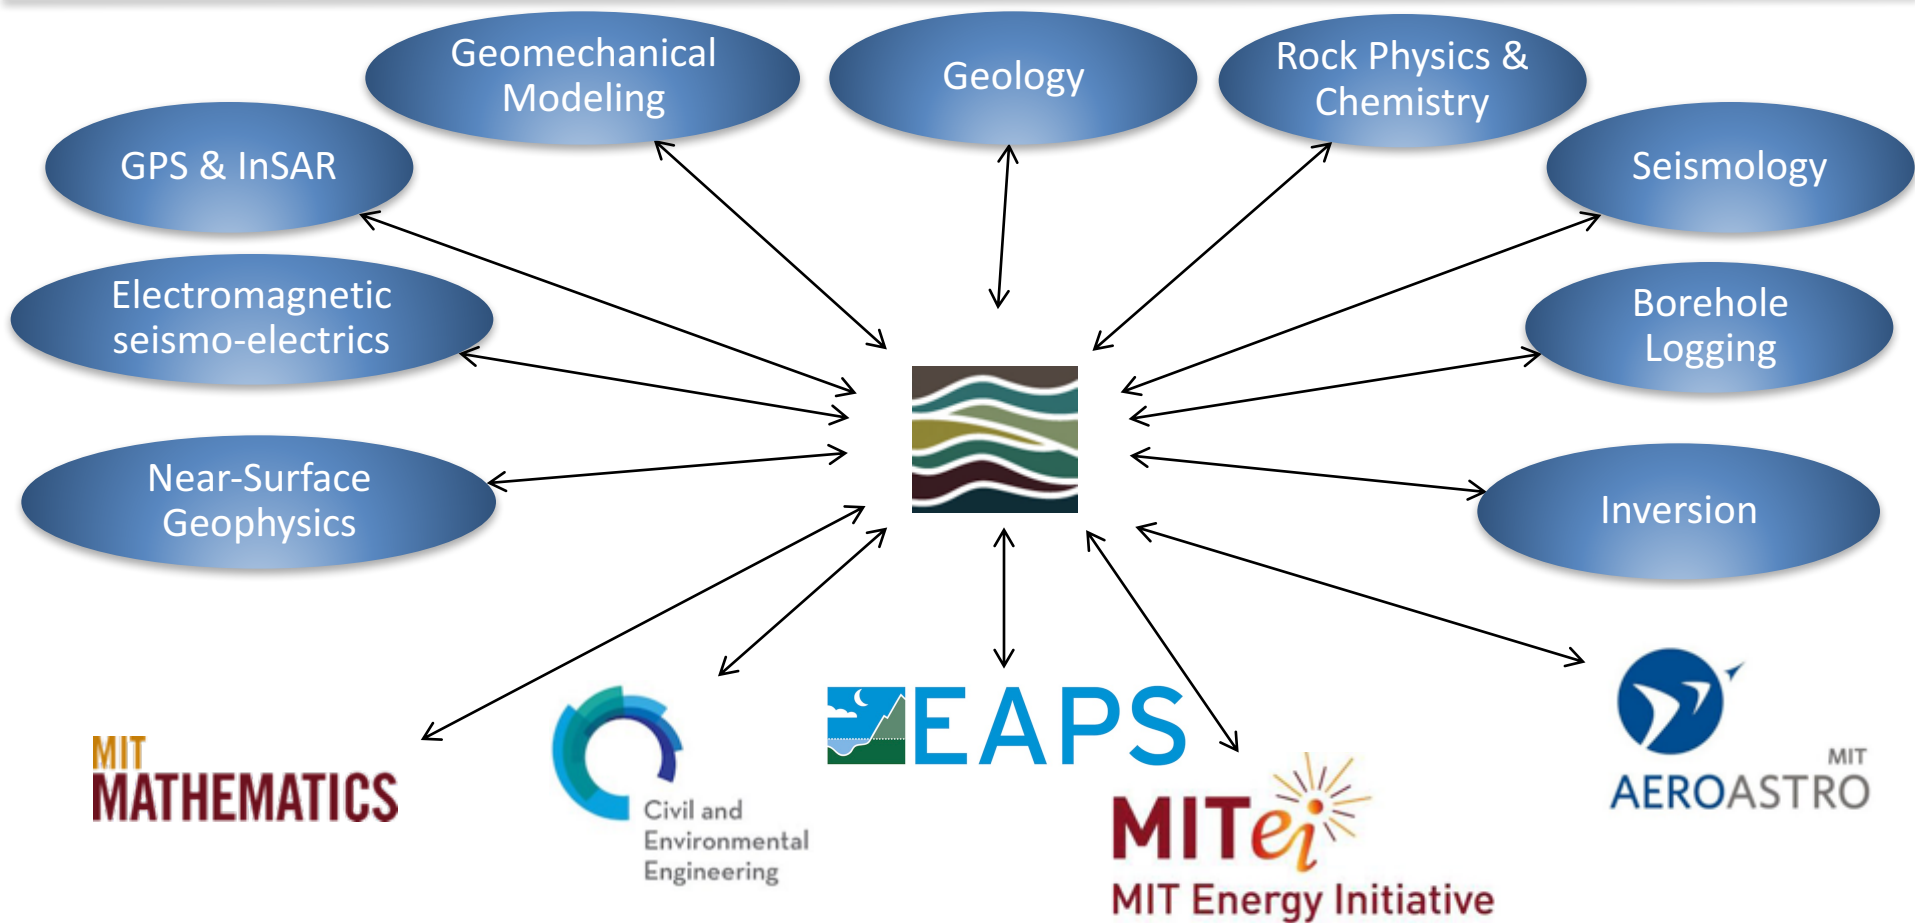 Geomechanical
Modeling
Geology
Rock Physics &
Chemistry
GPS & InSAR
Seismology
Electromagnetic
seismo-electrics
Borehole
Logging
Near-Surface
Geophysics
Inversion
MIT
MATHEMATICS
Civil and
Environmental
Engineering
EAPS
MITei
MIT Energy Initiative
MIT
AEROASTRO